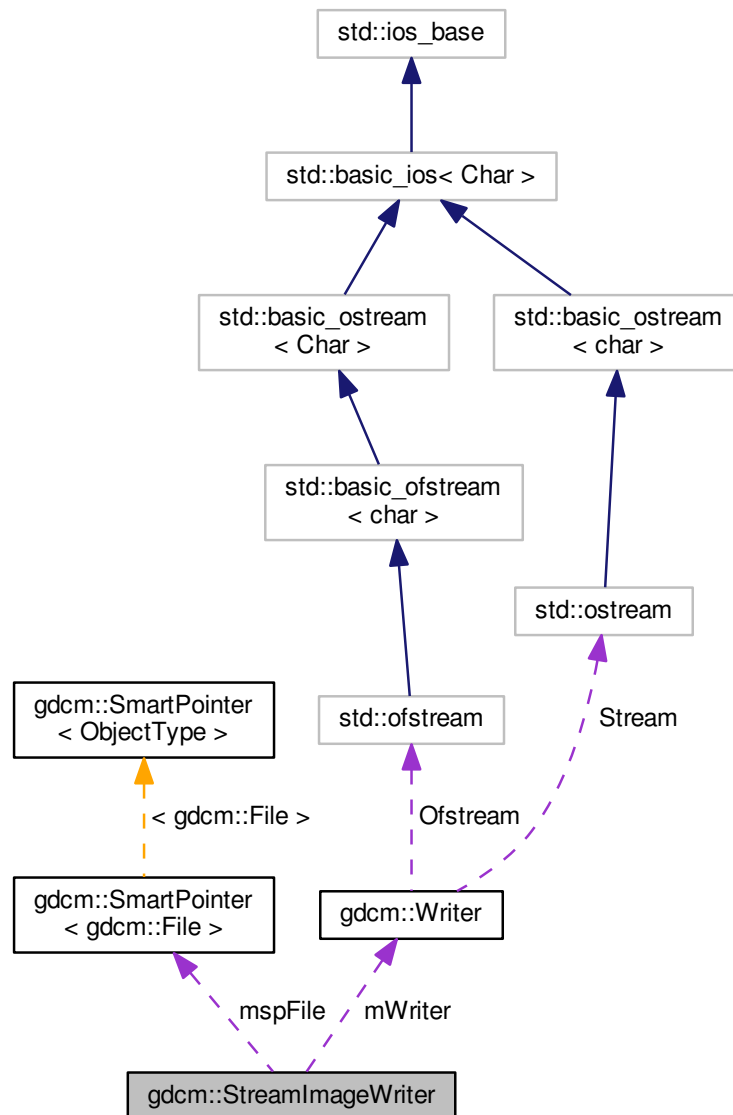 std::ios_base
std::basic_ios< Char >
std::basic_ostream
< Char >
std::basic_ostream
< char >
std::basic_ofstream
< char >
std::ostream
gdcm::SmartPointer
< ObjectType >
std::ofstream
Stream
< gdcm::File >
Ofstream
gdcm::SmartPointer
< gdcm::File >
gdcm::Writer
mspFile
mWriter
gdcm::StreamImageWriter